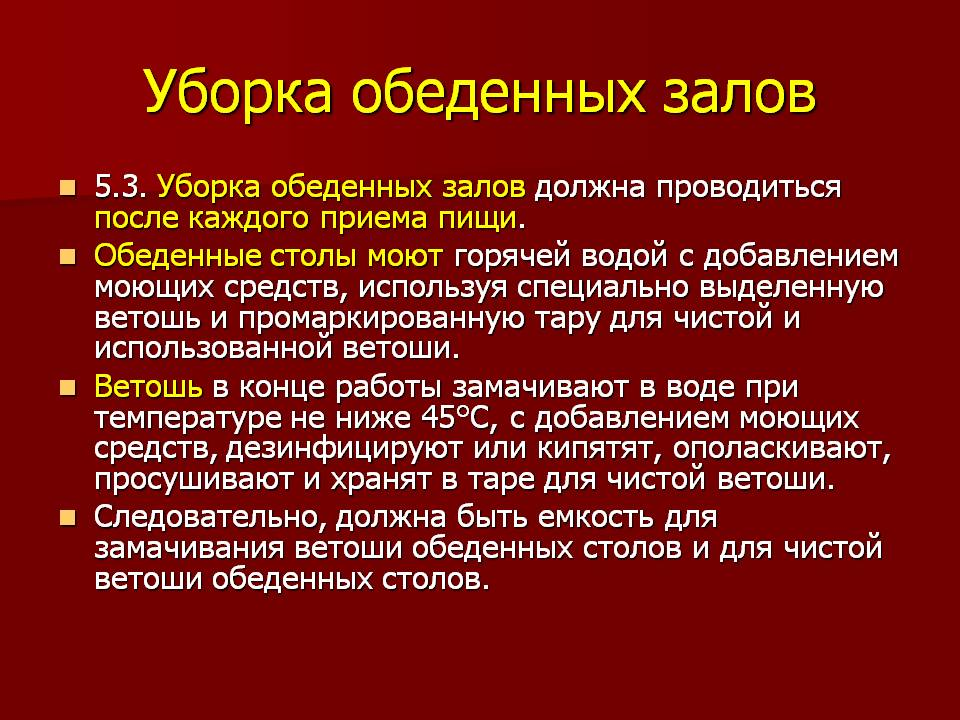 Уборка обеденных залов
5.3. Уборка обеденных залов должна проводиться
после каждого приема пищи.
Обеденные столы моют горячей водой с добавлением
моющих средств, используя специально выделенную
ветошь и промаркированную тару для чистой и
использованной ветоши.
Ветошь в конце работы замачивают в воде при
температуре не ниже 45°С, с добавлением моющих
средств, дезинфицируют или кипятят, ополаскивают,
просушивают и хранят в таре для чистой ветоши.
Следовательно, должна быть емкость для
замачивания ветоши обеденных столов и для чистой
ветоши обеденных столов.